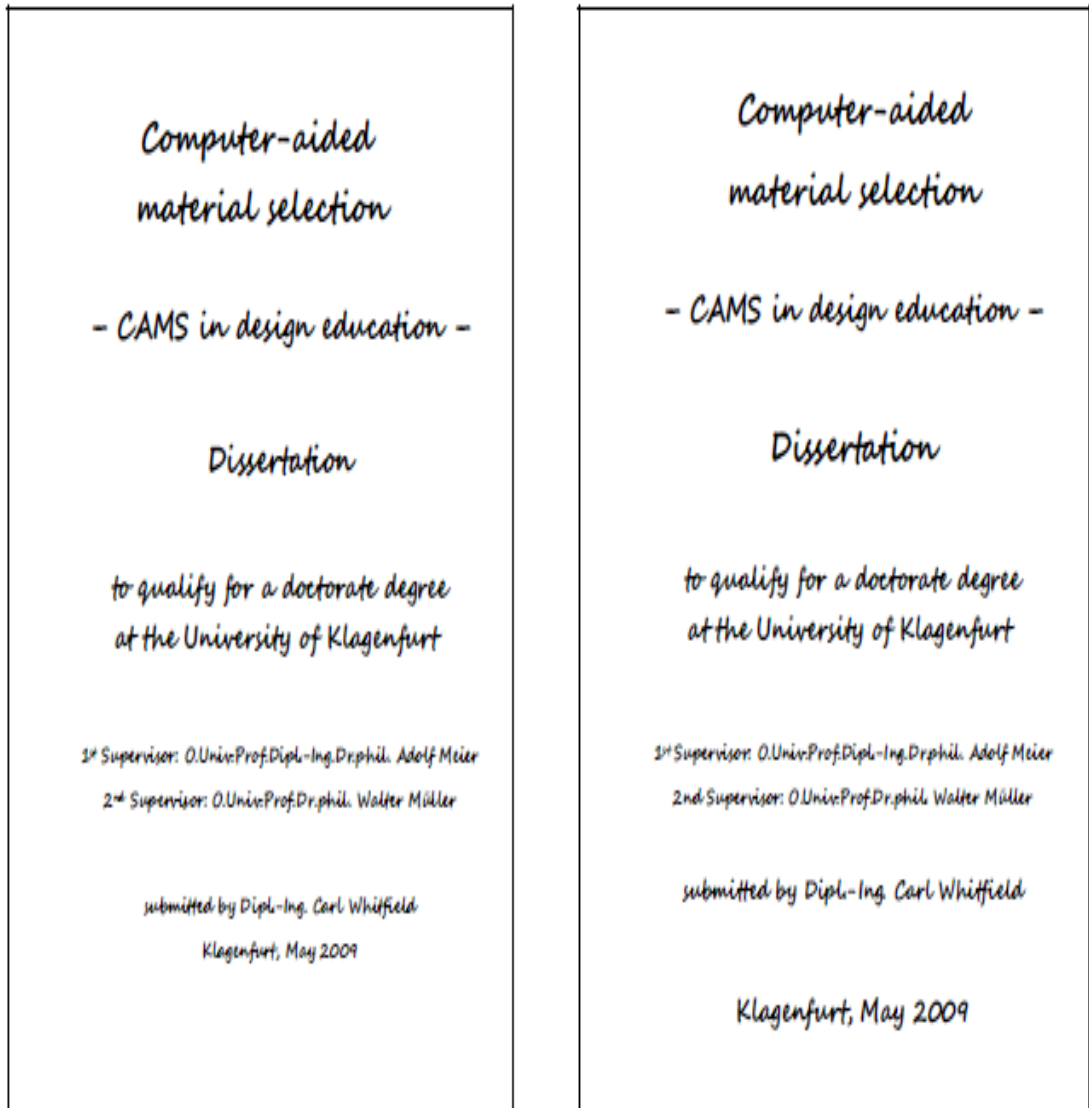 Computer-aided
material selection
– CAMS in design education –
Dissertation
to qualify for a doctorate degree
at the University of Klagenfurt
1st Supervisor: O.Univ.Prof.Dipl.-Ing.Dr.phil. Adolf Meier
2nd Supervisor: O.Univ.Prof.Dr.phil. Walter Müller
submitted by Dipl.-Ing. Carl Whitfield
Klagenfurt, May 2009
Computer-aided
material selection
– CAMS in design education –
Dissertation
to qualify for a doctorate degree
at the University of Klagenfurt
1st Supervisor: O.Univ.Prof.Dipl.-Ing.Dr.phil. Adolf Meier
2nd Supervisor: O.Univ.Prof.Dr.phil. Walter Müller
submitted by Dipl.-Ing. Carl Whitfield
Klagenfurt, May 2009